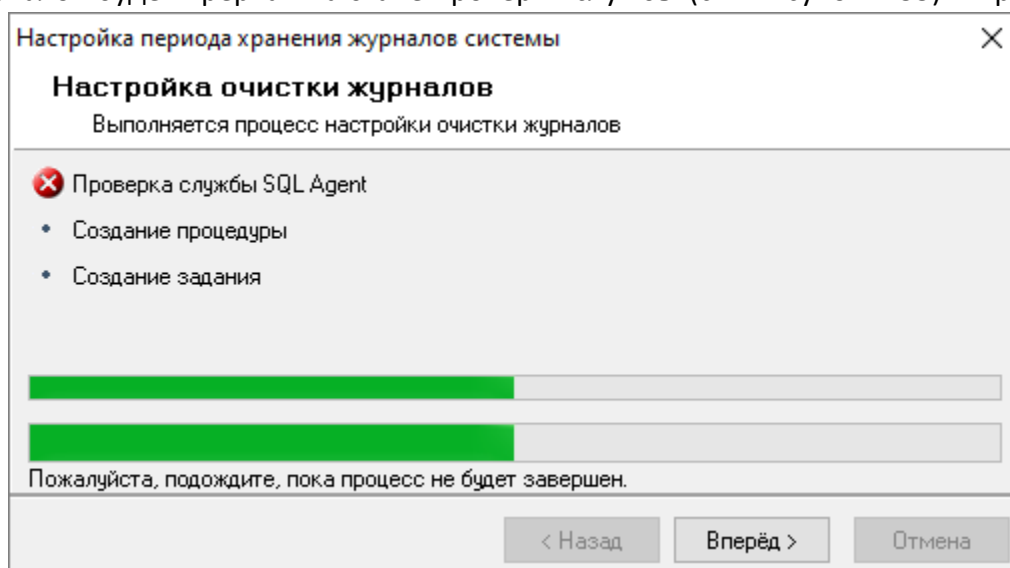 Настройка периода хранения журналов системы
Настройка очистки журналов
Выполняется процесс настройки очистки журналов
Проверка службы SQL Agent
• Создание процедуры
• Создание задания
Пожалуйста, подождите, пока процесс не будет завершен.
< Назад Вперёд > Отмена